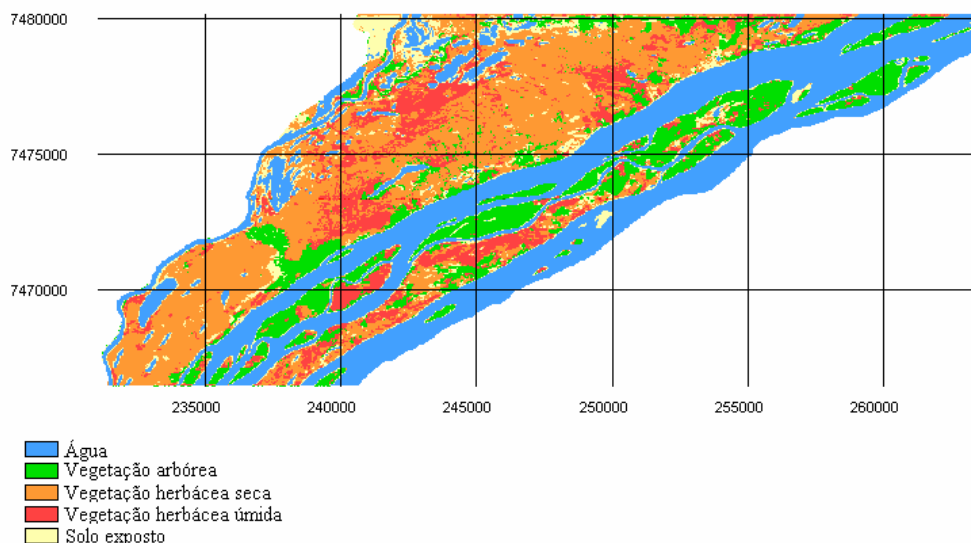 7480000
7475000
7470000
235000 240000 245000 250000 255000 260000
Água
Vegetação arbórea
Vegetação herbácea seca
Vegetação herbácea úmida
Solo exposto